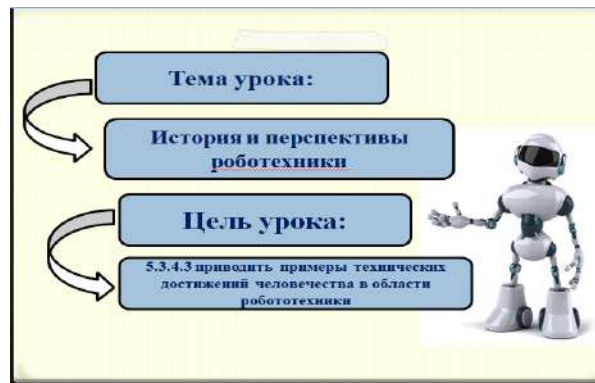 Тема урока:
История и перспективы
роботехники
Цель урока:
5.3.4.3 приводить примеры технических
достижений человечества в области
робототехники